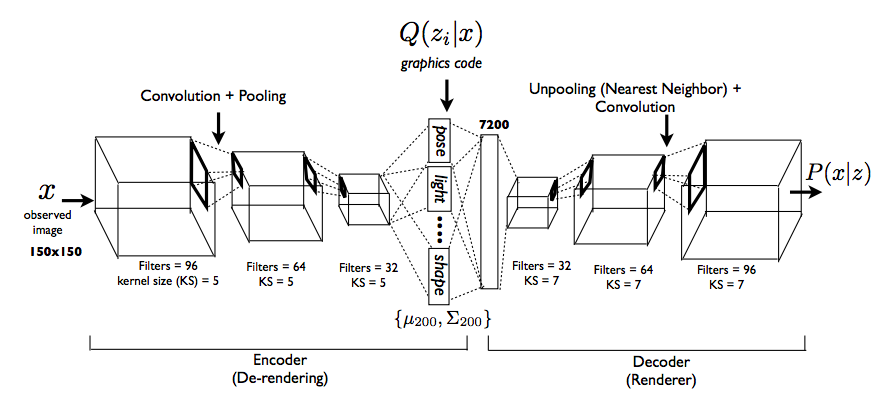 Q(z_i|x)
graphics code
Convolution + Pooling
Unpooling (Nearest Neighbor) +
Convolution
7200
pose
light
shape
x
observed
image
150x150
P(x|z)
Filters = 96
kernel size (KS) = 5
Filters = 64
KS = 5
Filters = 32
KS = 5
{μ_200, Σ_200}
Filters = 32
KS = 7
Filters = 64
KS = 7
Filters = 96
KS = 7
Encoder
(De-rendering)
Decoder
(Renderer)